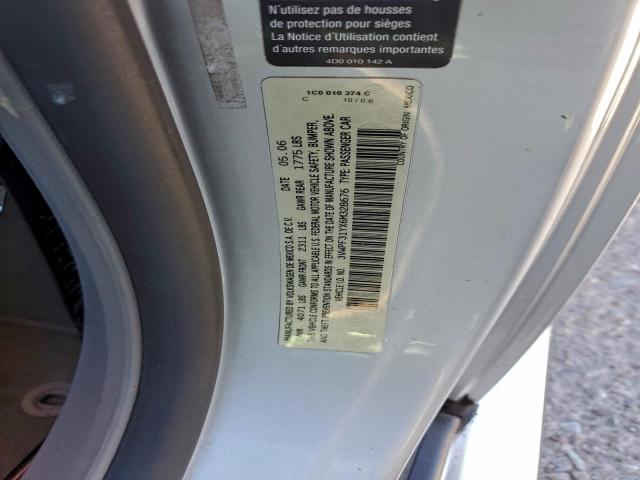 N'utilisez pas de housses
de protection pour sièges
La Notice d'Utilisation contient
d'autres remarques importantes
4D0 010 142 A
1C0 010 374 C
C 10/06
MANUFACTURED BY VOLKSWAGEN DE MEXICO S.A. DE C.V. DATE 05.06
4071 LBS GAWR FRONT 2311 LBS GAWR REAR 1775 LBS
VEHICLE CONFORMS TO ALL APPLICABLE U.S. FEDERAL MOTOR VEHICLE SAFETY, BUMPER,
AND THEFT PREVENTION STANDARDS IN EFFECT ON THE DATE OF MANUFACTURE SHOWN ABOVE.
VEHICLE I.D. NO. 3VWPF31YX6M328676 TYPE PASSENGER CAR
COUNTRY OF ORIGIN: MEXICO